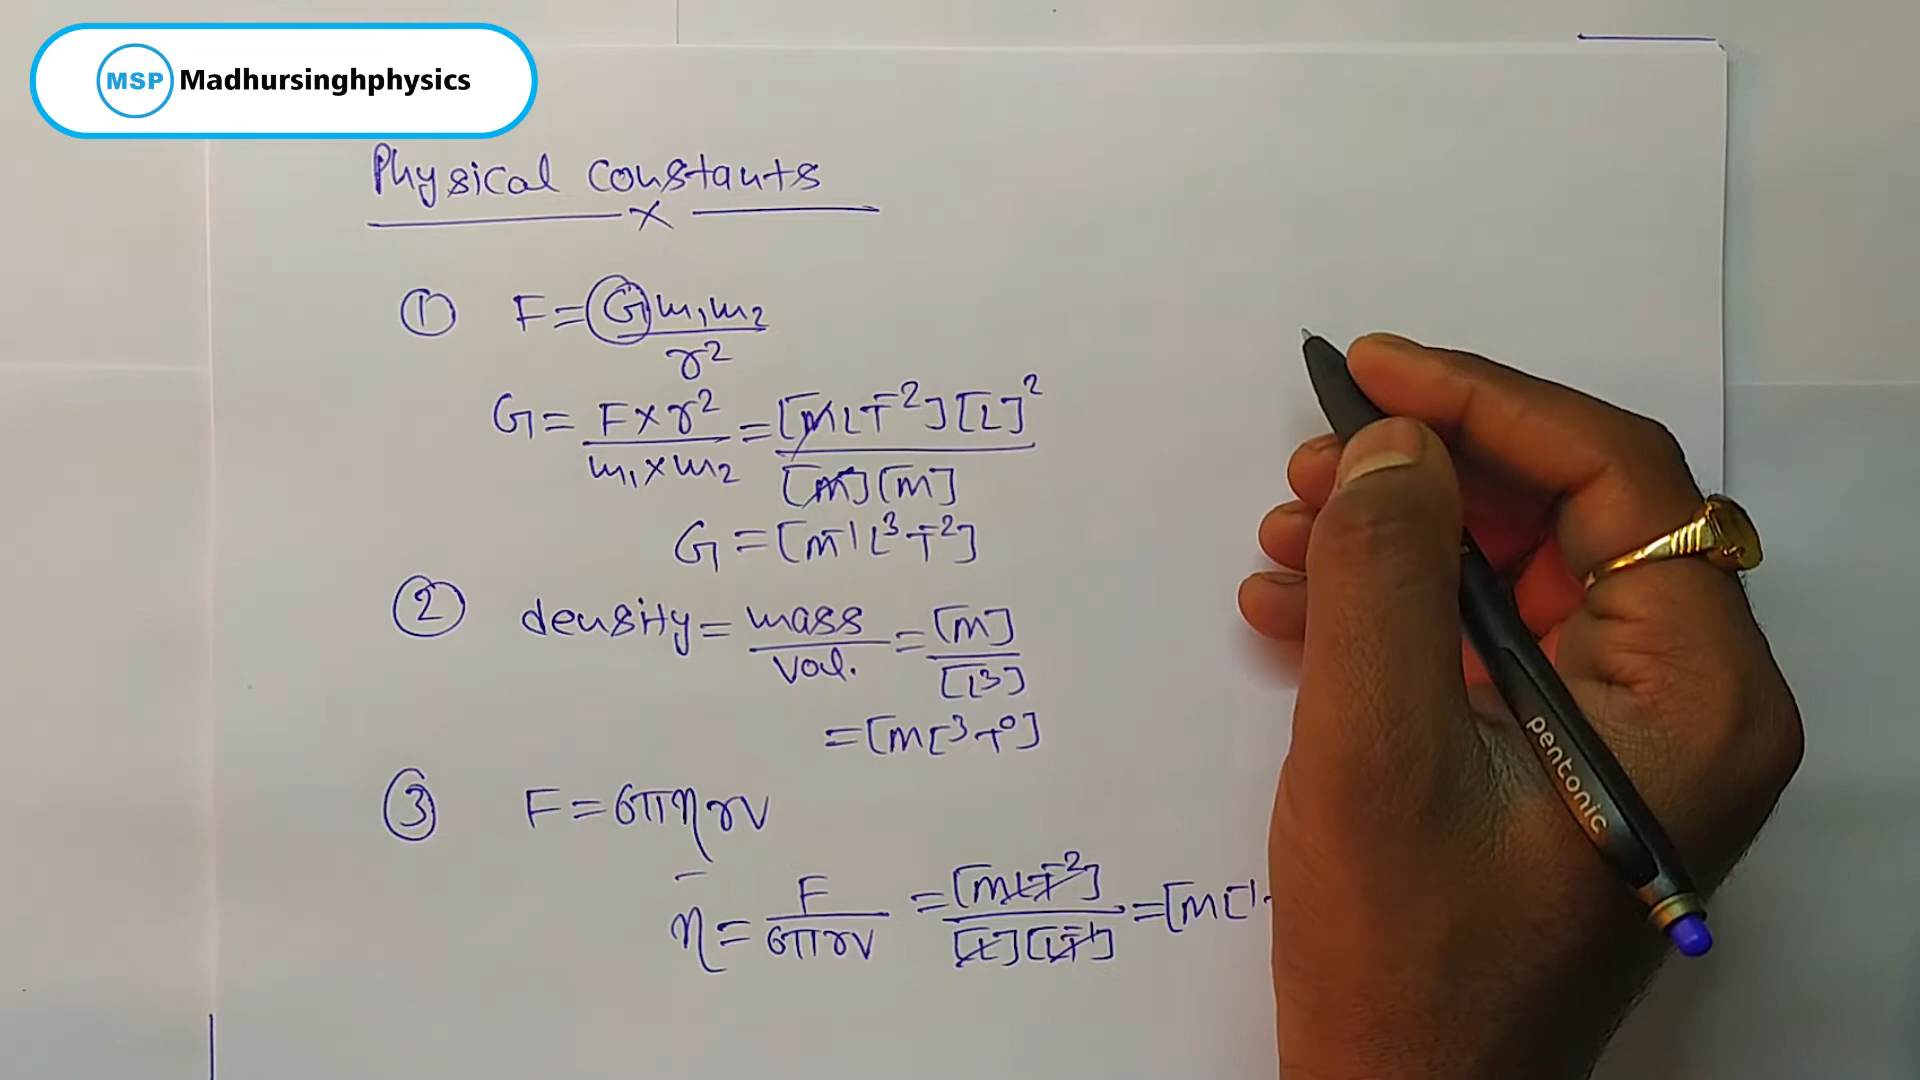 MSP Madhursinghphysics
Physical constants
x
① F = G m₁m₂ / r²
G = F × r² / m₁ × m₂ = [MLT⁻²][L]² / [M][M]
G = [M⁻¹L³T⁻²]
② density = mass / Vol. = [M] / [L³]
= [ML⁻³T⁰]
③ F = 6πηrv
η = F / 6πrv = [MLT⁻²] / [L][LT⁻¹] = [ML⁻¹
pentonic